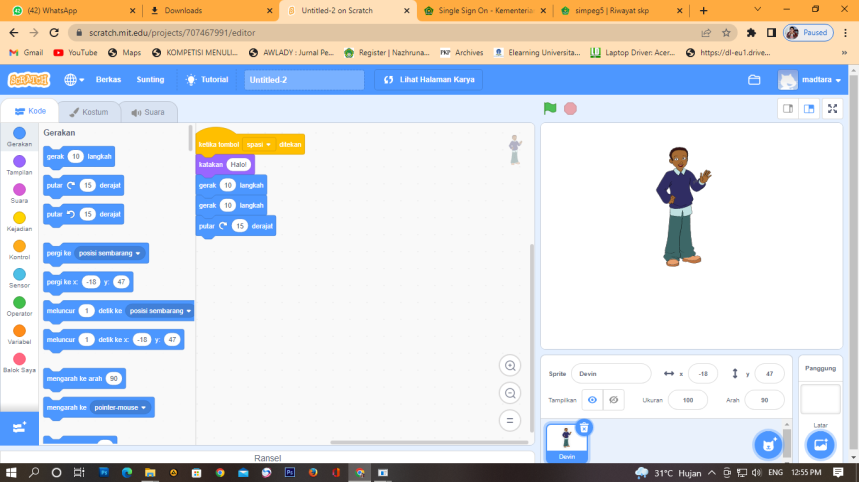 (42) WhatsApp
Downloads
Untitled-2 on Scratch
Single Sign On - Kementeria
simpeg5 | Riwayat skp
scratch.mit.edu/projects/707467991/editor
Paused
Gmail
YouTube
Maps
KOMPETISI MENULI...
AWLADY : Jurnal Pe...
Register | Nazhruna...
PKP Archives
Elearning Universita...
Laptop Driver: Acer...
https://dl-eu1.drive...
SCRATCH
Berkas
Sunting
Tutorial
Untitled-2
Lihat Halaman Karya
madtara
Kode
Kostum
Suara
Gerakan
Tampilan
Suara
Kejadian
Kontrol
Sensor
Operator
Variabel
Balok Saya
Gerakan
gerak 10 langkah
putar 15 derajat
putar 15 derajat
pergi ke posisi sembarang
pergi ke x: -18 y: 47
meluncur 1 detik ke posisi sembarang
meluncur 1 detik ke x: -18 y: 47
mengarah ke arah 90
mengarah ke pointer-mouse
ketika tombol spasi ditekan
katakan Halo!
gerak 10 langkah
gerak 10 langkah
putar 15 derajat
Ransel
Sprite Devin x -18 y 47
Tampilkan Ukuran 100 Arah 90
Devin
Panggung
Latar
31°C Hujan
ENG
12:55 PM